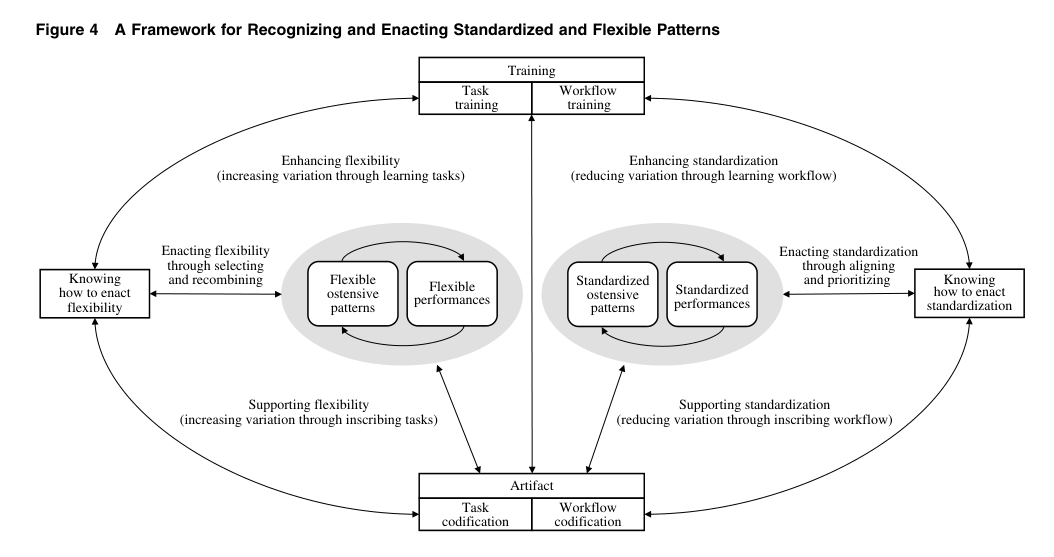 Figure 4 A Framework for Recognizing and Enacting Standardized and Flexible Patterns
Training
Task
training
Workflow
training
Enhancing flexibility
(increasing variation through learning tasks)
Enhancing standardization
(reducing variation through learning workflow)
Knowing
how to enact
flexibility
Enacting flexibility
through selecting
and recombining
Flexible
ostensive
patterns
Flexible
performances
Standardized
ostensive
patterns
Standardized
performances
Enacting standardization
through aligning
and prioritizing
Knowing
how to enact
standardization
Supporting flexibility
(increasing variation through inscribing tasks)
Supporting standardization
(reducing variation through inscribing workflow)
Artifact
Task
codification
Workflow
codification